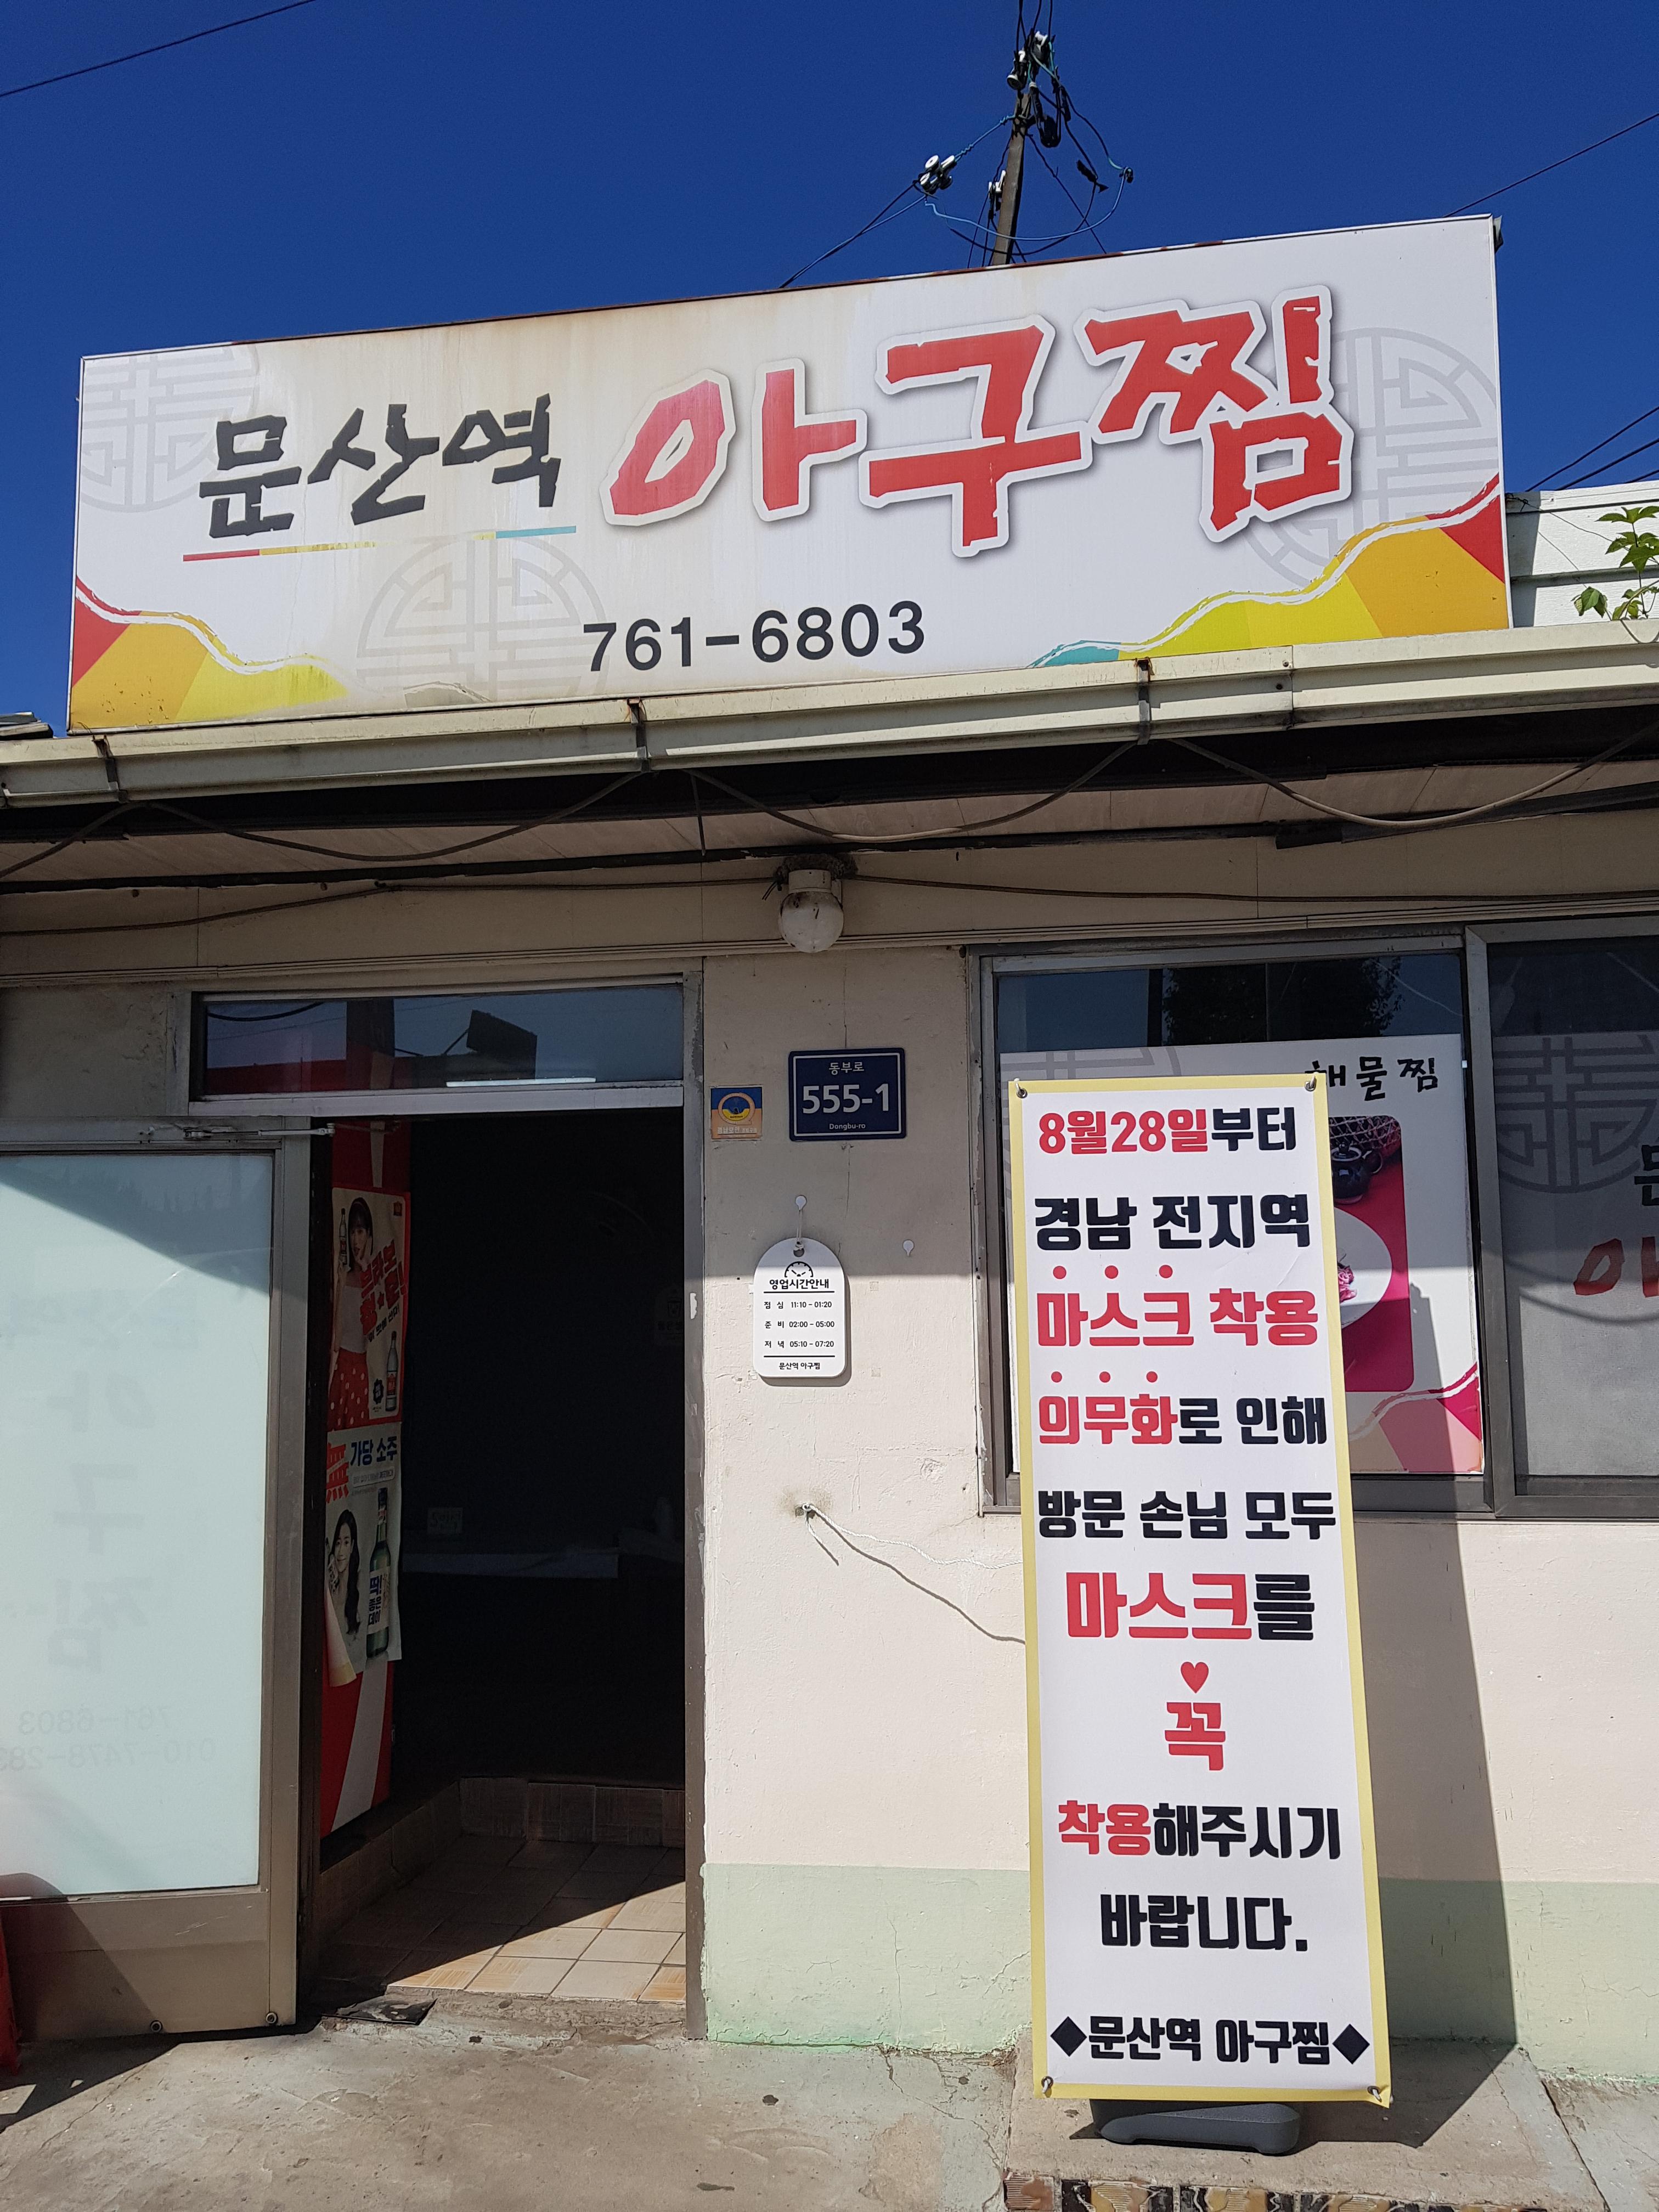 문산역 아구찜
761-6803
동부로
555-1
Dongbu-ro
영업시간안내
점 심 11:10 - 01:20
준 비 02:00 - 05:00
저 녁 05:10 - 07:20
문산역 아구찜
해물찜
8월28일부터
경남 전지역
마스크 착용
의무화로 인해
방문 손님 모두
마스크를
꼭
착용해주시기
바랍니다.
◆문산역 아구찜◆
가당 소주
761-6803